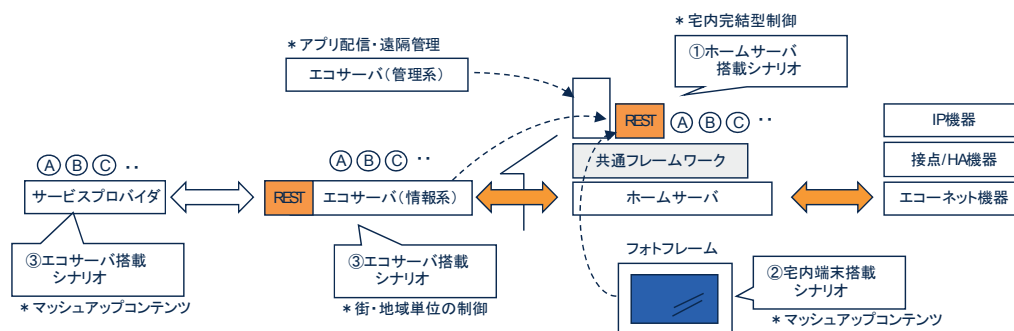 ＊宅内完結型制御
＊アプリ配信・遠隔管理
エコサーバ（管理系）
①ホームサーバ
搭載シナリオ
REST
Ⓐ Ⓑ Ⓒ ‥
IP機器
共通フレームワーク
接点/HA機器
Ⓐ Ⓑ Ⓒ ‥
Ⓐ Ⓑ Ⓒ ‥
サービスプロバイダ
REST
エコサーバ（情報系）
ホームサーバ
エコーネット機器
③エコサーバ搭載
シナリオ
＊マッシュアップコンテンツ
③エコサーバ搭載
シナリオ
＊街・地域単位の制御
フォトフレーム
②宅内端末搭載
シナリオ
＊マッシュアップコンテンツ